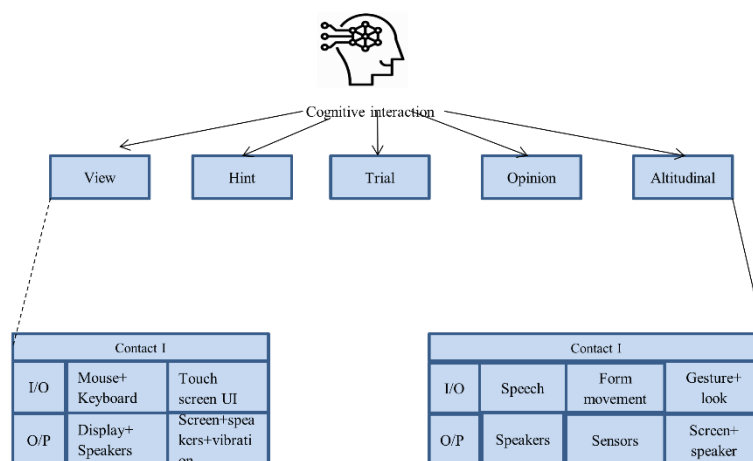 Cognitive interaction
View
Hint
Trial
Opinion
Altitudinal
Contact I
I/O
Mouse+
Keyboard
Touch
screen UI
O/P
Display+
Speakers
Screen+spea
kers+vibrati
on
Contact I
I/O
Speech
Form
movement
Gesture+
look
O/P
Speakers
Sensors
Screen+
speaker